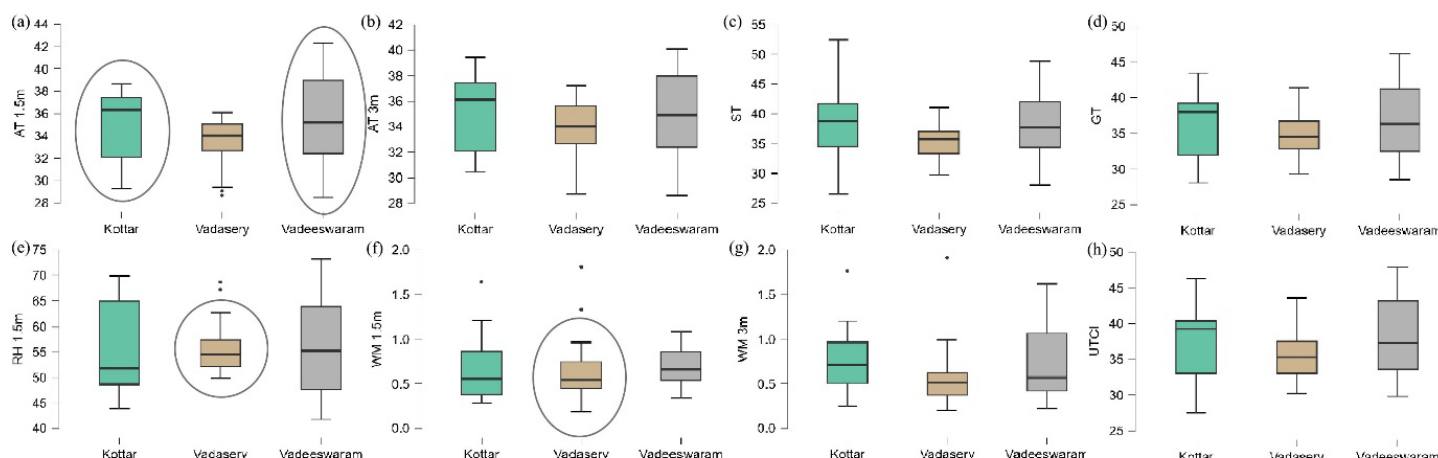 (a)
44
42
40
38
36
34
32
30
28
AT 1.5m
Kottar
Vadasery
Vadeeswaram
(b)
42
40
38
36
34
32
30
28
AT 3m
Kottar
Vadasery
Vadeeswaram
(c)
55
50
45
40
35
30
25
ST
Kottar
Vadasery
Vadeeswaram
(d)
50
45
40
35
30
25
GT
Kottar
Vadasery
Vadeeswaram
(e)
75
70
65
60
55
50
45
40
RH 1.5m
Kottar
Vadasery
Vadeeswaram
(f)
2.0
1.5
1.0
0.5
0.0
WM 1.5m
Kottar
Vadasery
Vadeeswaram
(g)
2.0
1.5
1.0
0.5
0.0
WM 3m
Kottar
Vadasery
Vadeeswaram
(h)
50
45
40
35
30
25
UTCI
Kottar
Vadasery
Vadeeswaram